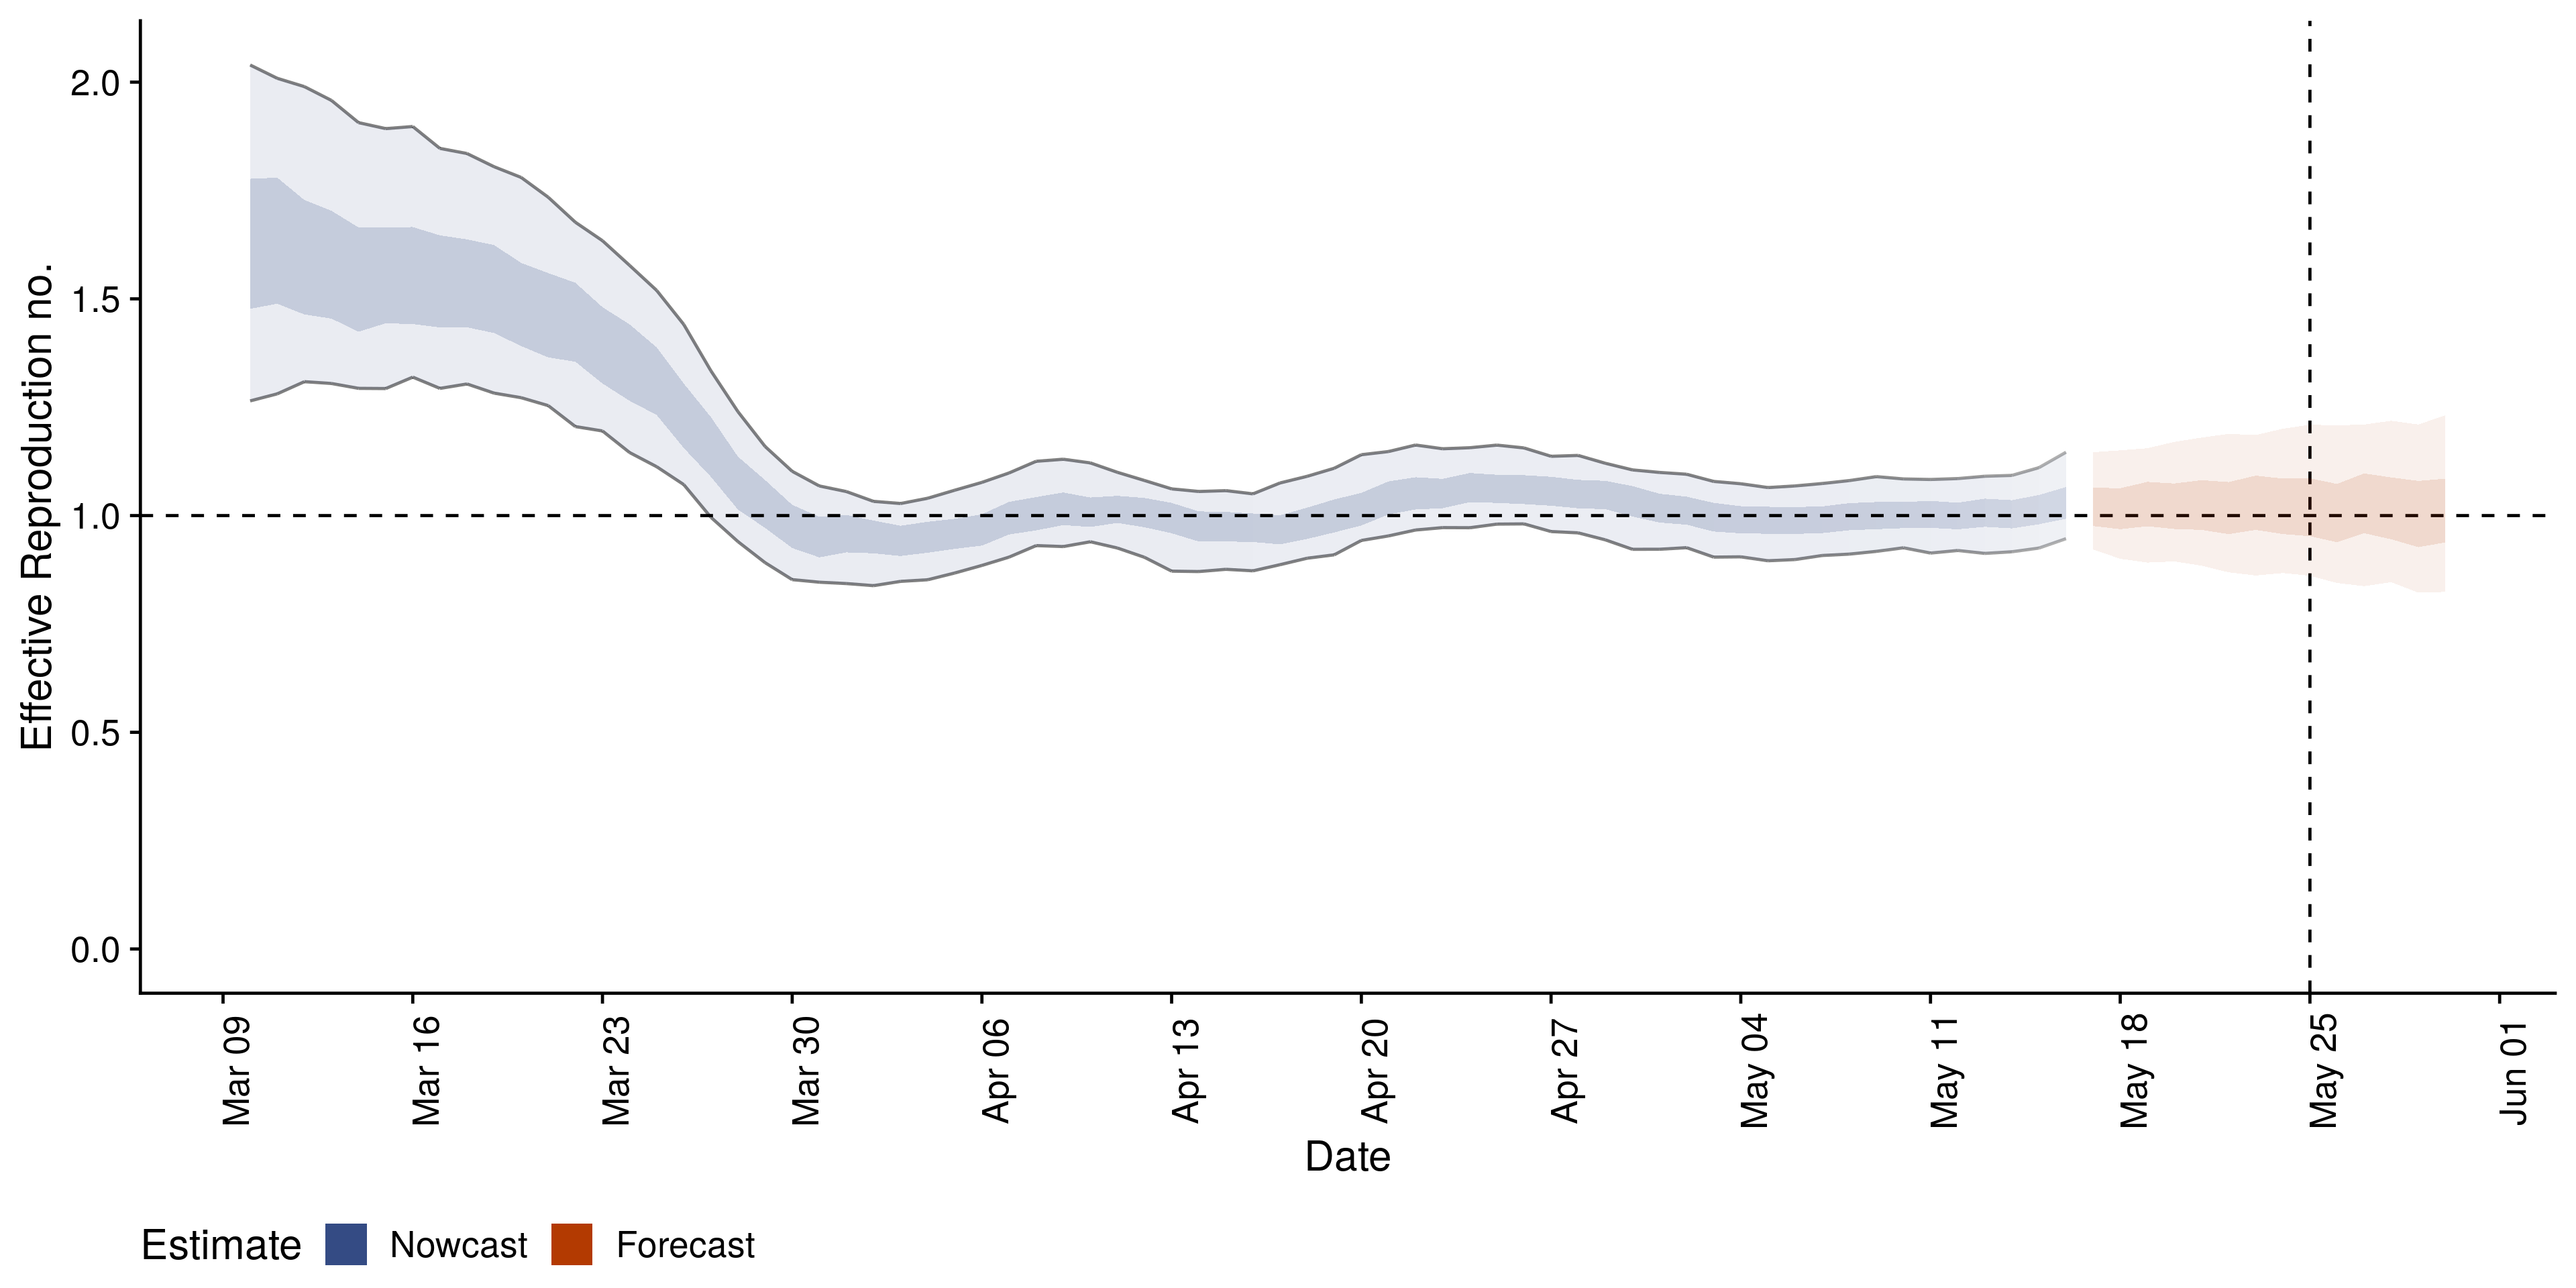 Effective Reproduction no.
2.0
1.5
1.0
0.5
0.0
Mar 09
Mar 16
Mar 23
Mar 30
Apr 06
Apr 13
Apr 20
Apr 27
May 04
May 11
May 18
May 25
Jun 01
Date
Estimate Nowcast Forecast